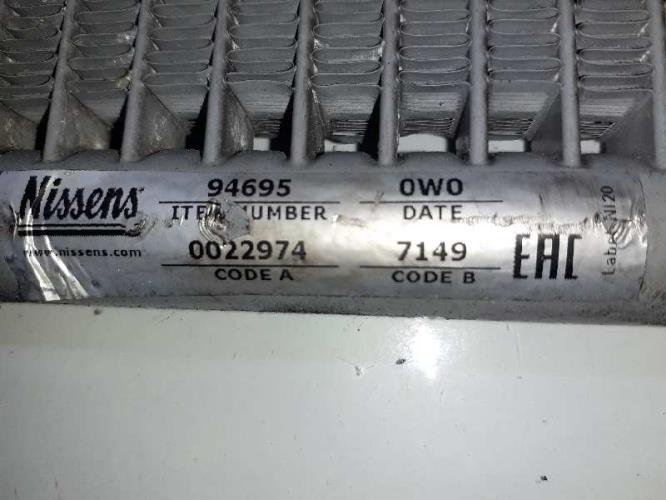 Nissens
94695 0W0
ITEM NUMBER DATE
www.nissens.com
0022974 7149
CODE A CODE B
EAC